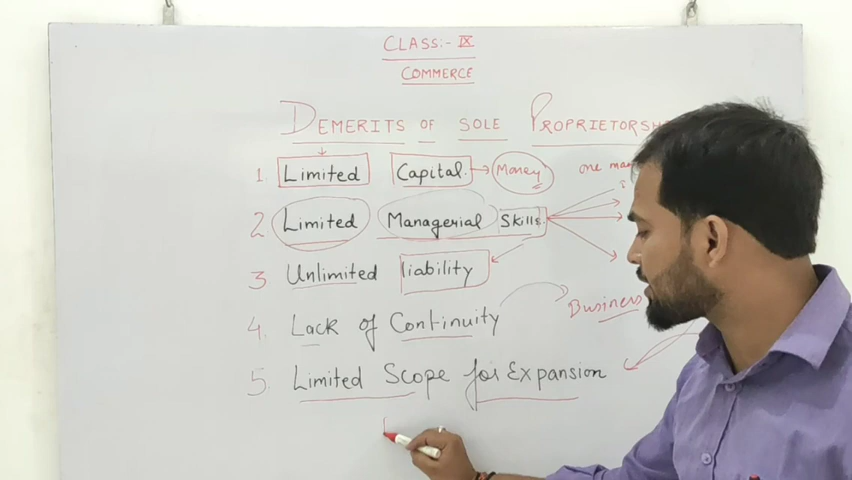 CLASS:- IX
COMMERCE
DEMERITS OF SOLE PROPRIETORSH
1. Limited Capital. → Money
one man
2 Limited Managerial Skills.
3 Unlimited liability
Business
4. Lack of Continuity
5. Limited Scope for Expansion